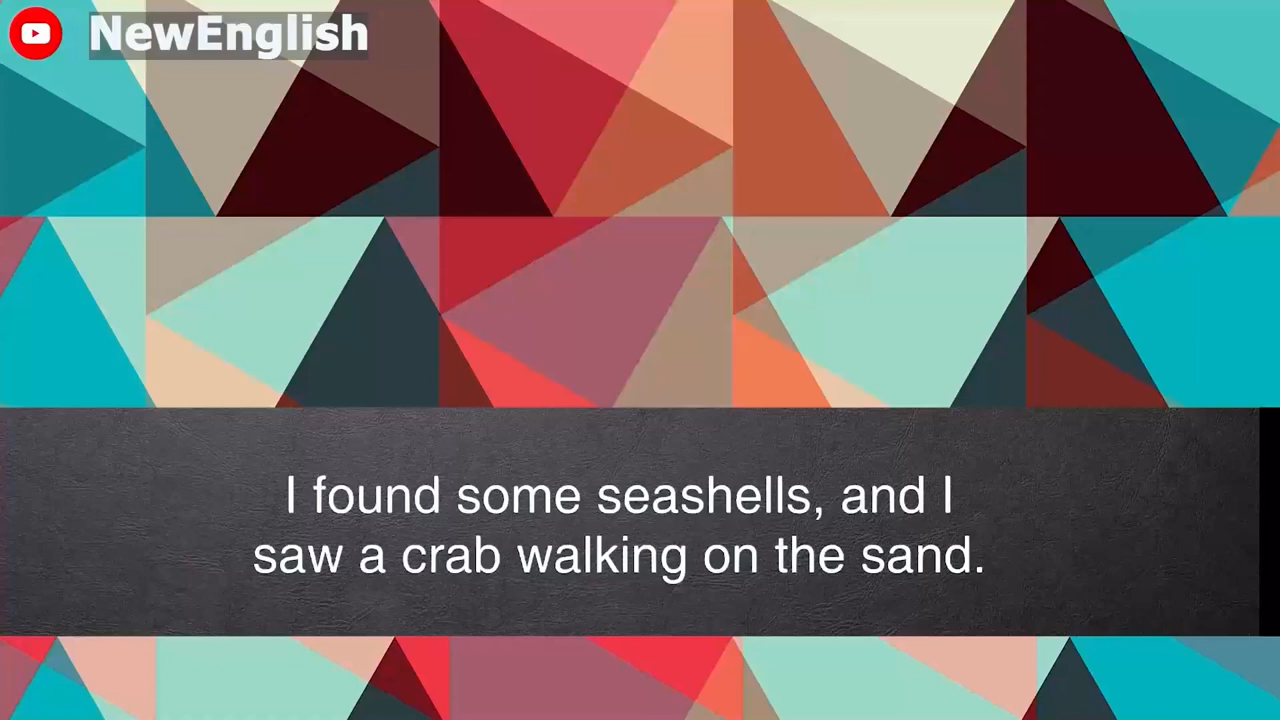 NewEnglish
I found some seashells, and I
saw a crab walking on the sand.